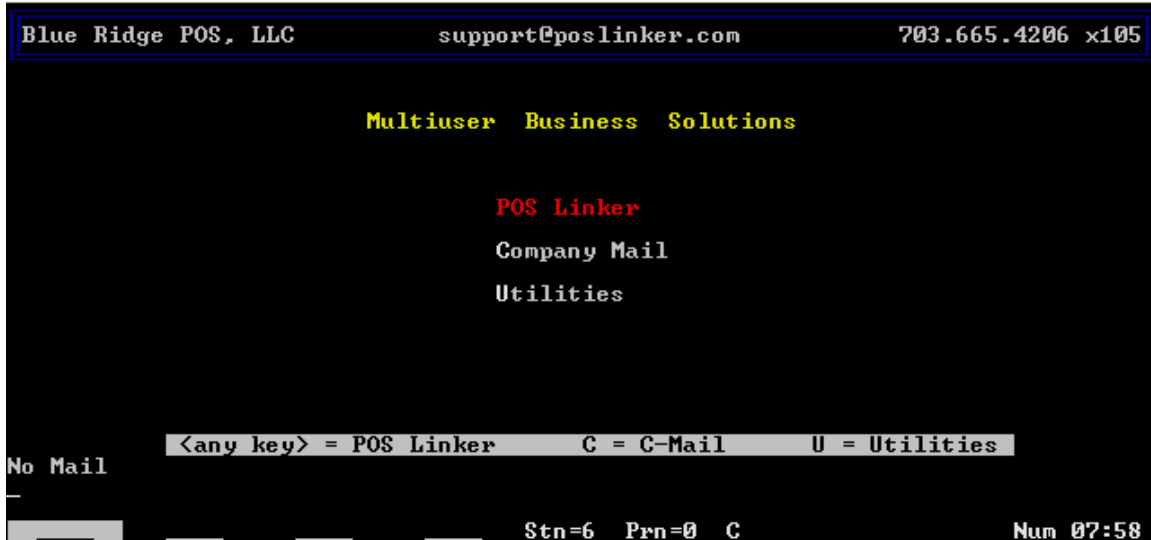 Blue Ridge POS, LLC support@poslinker.com 703.665.4206 x105
Multiuser Business Solutions
POS Linker
Company Mail
Utilities
<any key> = POS Linker C = C-Mail U = Utilities
No Mail
Stn=6 Prn=0 C Num 07:58